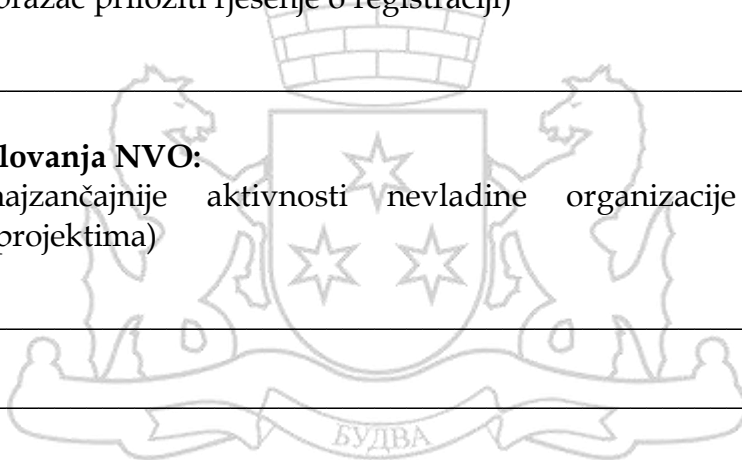 obrazac priložiti rješenje o registraciji)
lovanja NVO:
najzančajnije aktivnosti nevladine organizacije
projektima)
БУДВА